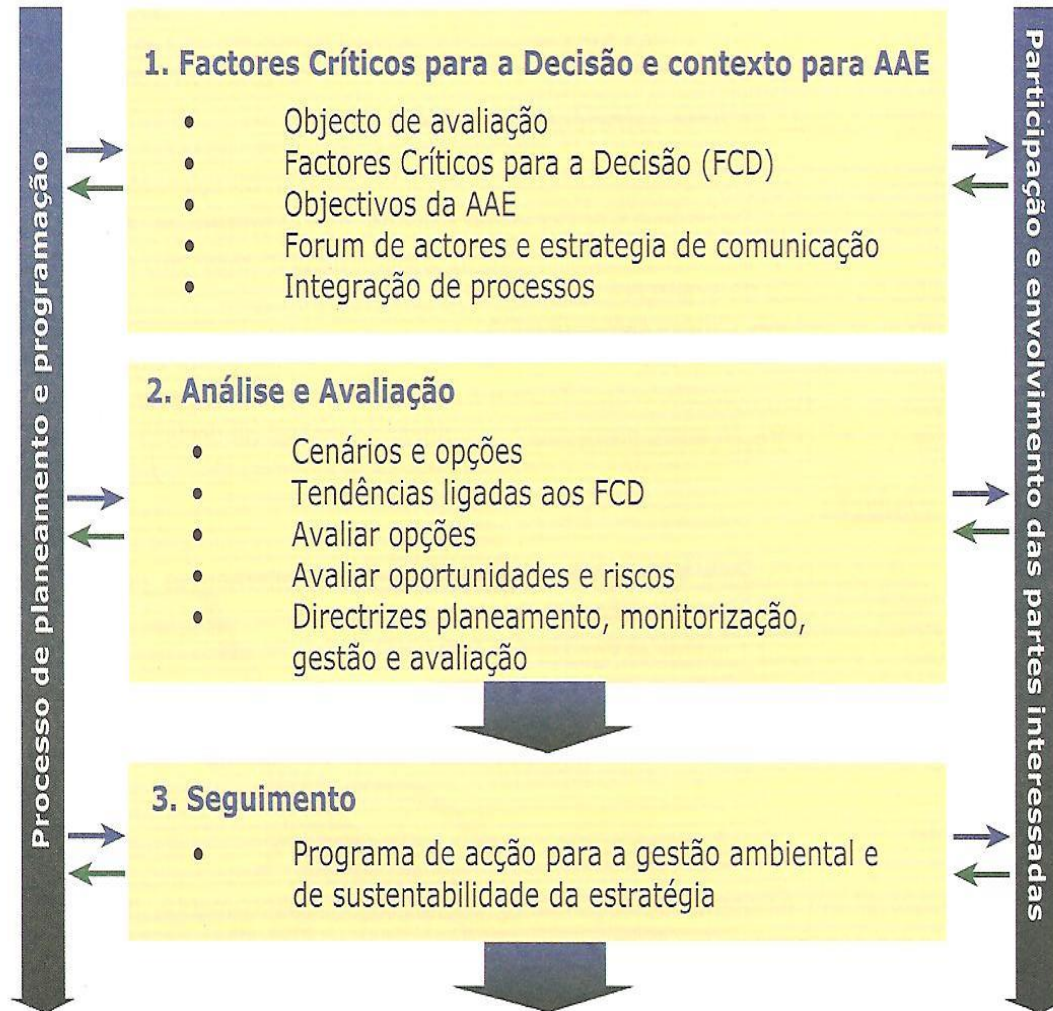 Processo de planeamento e programação
1. Factores Críticos para a Decisão e contexto para AAE
• Objecto de avaliação
• Factores Críticos para a Decisão (FCD)
• Objectivos da AAE
• Forum de actores e estrategia de comunicação
• Integração de processos
2. Análise e Avaliação
• Cenários e opções
• Tendências ligadas aos FCD
• Avaliar opções
• Avaliar oportunidades e riscos
• Directrizes planeamento, monitorização,
gestão e avaliação
3. Seguimento
• Programa de acção para a gestão ambiental e
de sustentabilidade da estratégia
Participação e envolvimento das partes interessadas